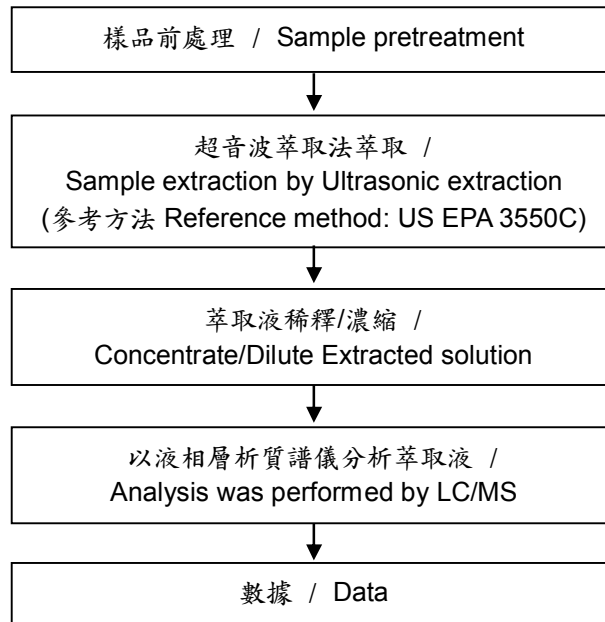 樣品前處理 / Sample pretreatment
超音波萃取法萃取 /
Sample extraction by Ultrasonic extraction
(參考方法 Reference method: US EPA 3550C)
萃取液稀釋/濃縮 /
Concentrate/Dilute Extracted solution
以液相層析質譜儀分析萃取液 /
Analysis was performed by LC/MS
數據 / Data